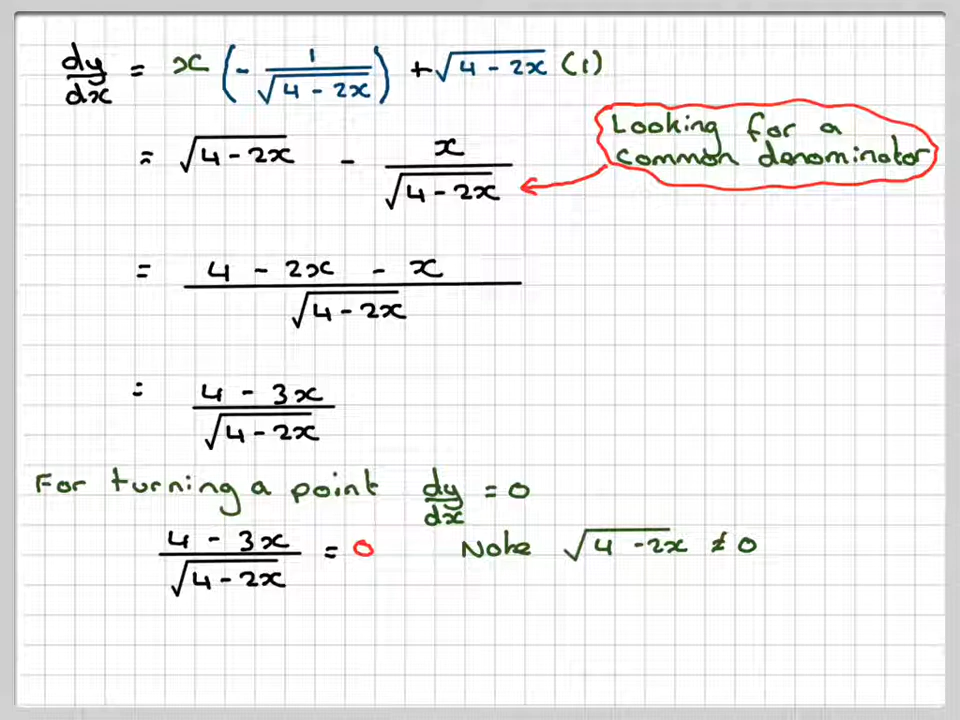 dy/dx = x (- 1/√(4 - 2x)) + √(4 - 2x) (1)
= √(4 - 2x) - x/√(4 - 2x)
Looking for a
common denominator
= (4 - 2x - x)/√(4 - 2x)
= (4 - 3x)/√(4 - 2x)
For turning a point dy/dx = 0
(4 - 3x)/√(4 - 2x) = 0 Note √(4 - 2x) ≠ 0